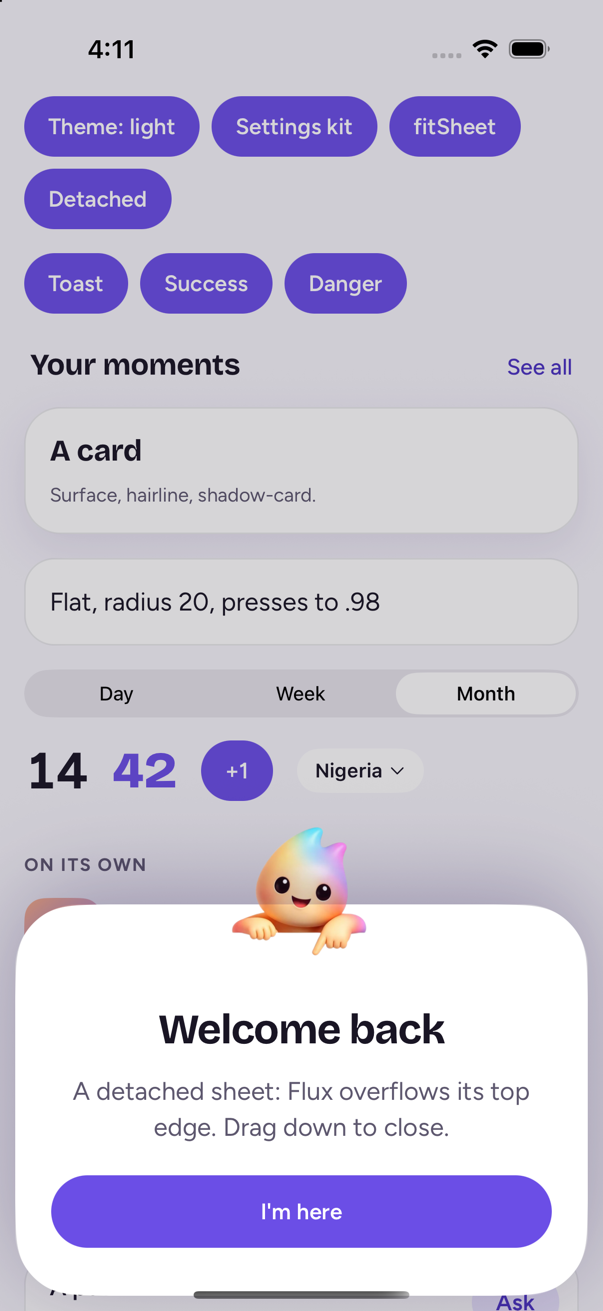 4:11
Theme: light
Settings kit
fitSheet
Detached
Toast
Success
Danger
Your moments
See all
A card
Surface, hairline, shadow-card.
Flat, radius 20, presses to .98
Day
Week
Month
14
42
+1
Nigeria
ON ITS OWN
Welcome back
A detached sheet: Flux overflows its top
edge. Drag down to close.
I'm here
Ask